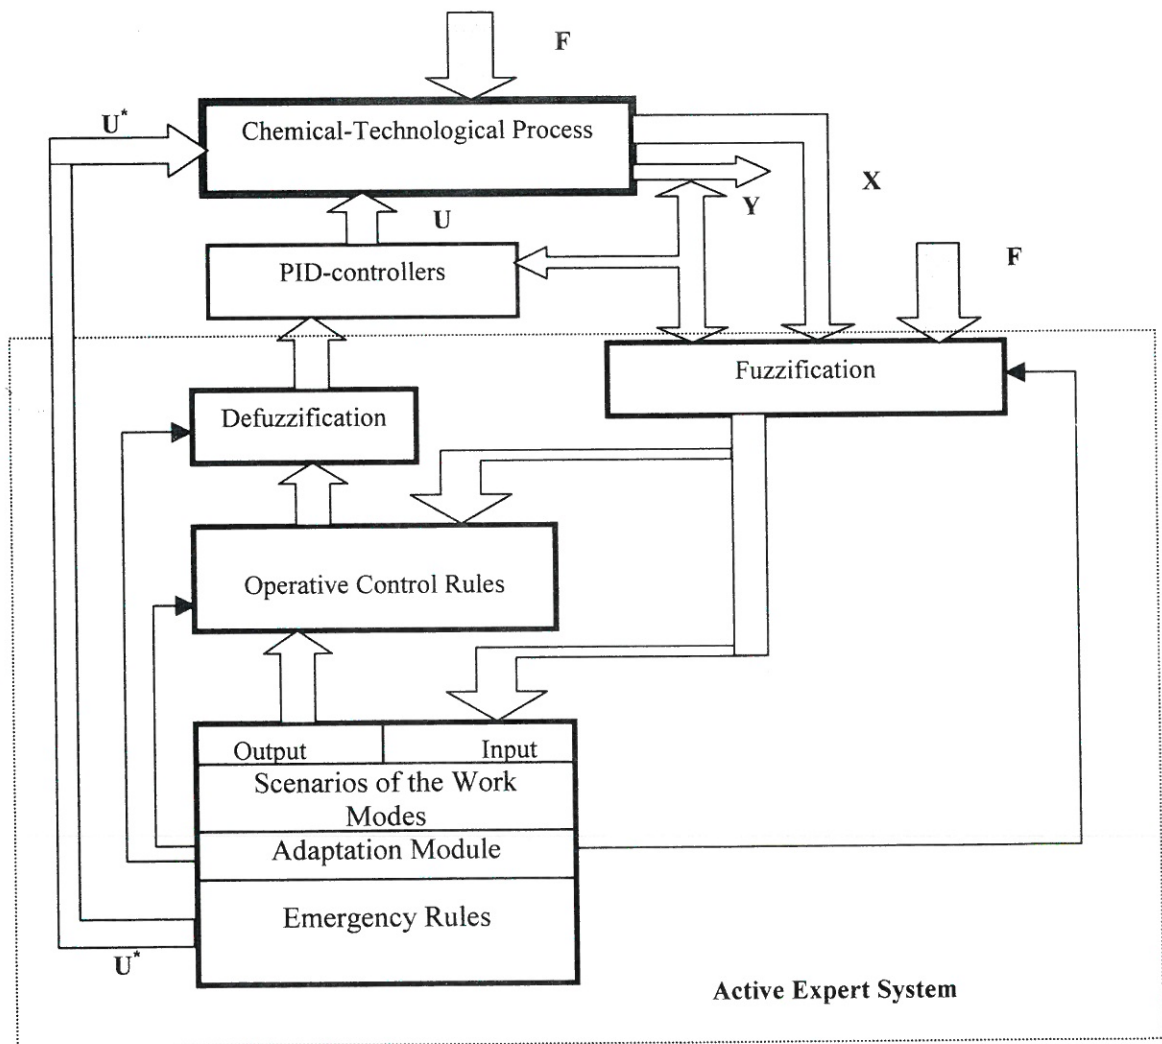 F
U*
Chemical-Technological Process
X
Y
U
PID-controllers
F
Fuzzification
Defuzzification
Operative Control Rules
Output
Input
Scenarios of the Work
Modes
Adaptation Module
Emergency Rules
U*
Active Expert System